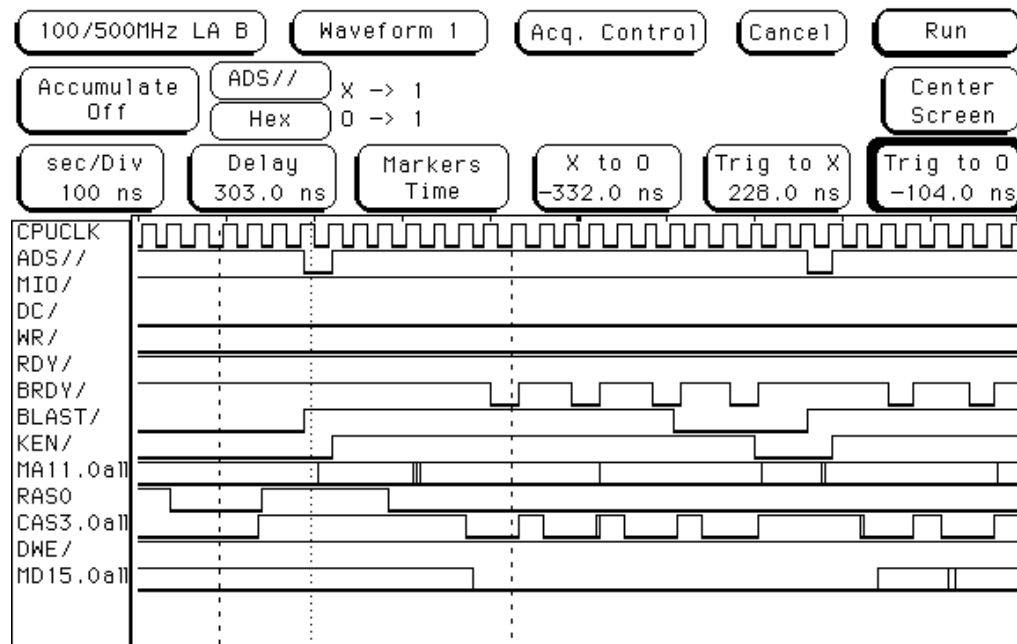 100/500MHz LA B Waveform 1 Acq. Control Cancel Run
Accumulate Off ADS// X -> 1 Center Screen
Hex O -> 1
sec/Div Delay Markers X to O Trig to X Trig to O
100 ns 303.0 ns Time -332.0 ns 228.0 ns -104.0 ns
CPUCLK
ADS//
MIO/
DC/
WR/
RDY/
BRDY/
BLAST/
KEN/
MA11.0all
RAS0
CAS3.0all
DWE/
MD15.0all